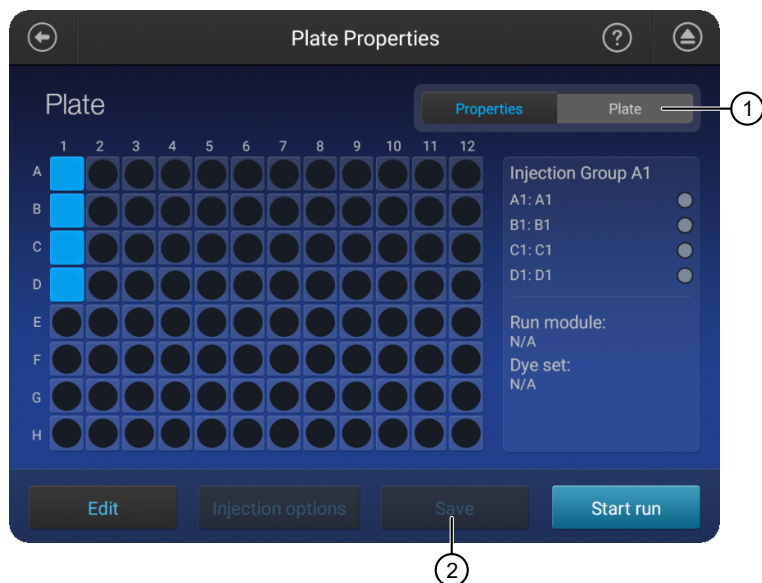 Plate Properties
?
Plate
Properties
Plate
1
1 2 3 4 5 6 7 8 9 10 11 12
A
B
C
D
E
F
G
H
Injection Group A1
A1: A1
B1: B1
C1: C1
D1: D1
Run module:
N/A
Dye set:
N/A
Edit
Injection options
Save
Start run
2